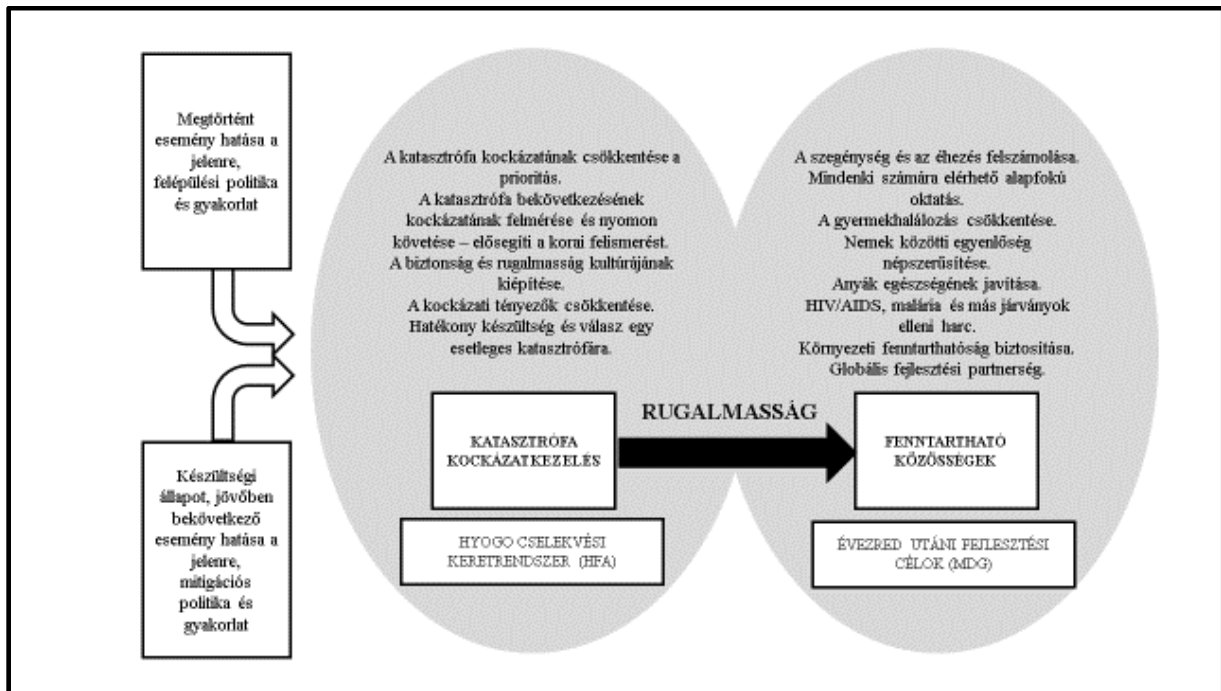 Megtörtént
esemény hatása a
jelenre,
felépülési politika
és gyakorlat
Készültségi
állapot, jövőben
bekövetkező
esemény hatása a
jelenre,
mitigációs
politika és
gyakorlat
A katasztrófa kockázatának csökkentése a
prioritás.
A katasztrófa bekövetkezésének
kockázatának felmérése és nyomon
követése – elősegíti a korai felismerést.
A biztonság és rugalmasság kultúrájának
kiépítése.
A kockázati tényezők csökkentése.
Hatékony készültség és válasz egy
esetleges katasztrófára.
KATASZTRÓFA
KOCKÁZATKEZELÉS
HYOGO CSELEKVÉSI
KERETRENDSZER (HFA)
RUGALMASSÁG
A szegénység és az éhezés felszámolása.
Mindenki számára elérhető alapfokú
oktatás.
A gyermekhalálozás csökkentése.
Nemek közötti egyenlőség
népszerűsítése.
Anyák egészségének javítása.
HIV/AIDS, malária és más járványok
elleni harc.
Környezeti fenntarthatóság biztosítása.
Globális fejlesztési partnerség.
FENNTARTHATÓ
KÖZÖSSÉGEK
ÉVEZRED UTÁNI FEJLESZTÉSI
CÉLOK (MDG)